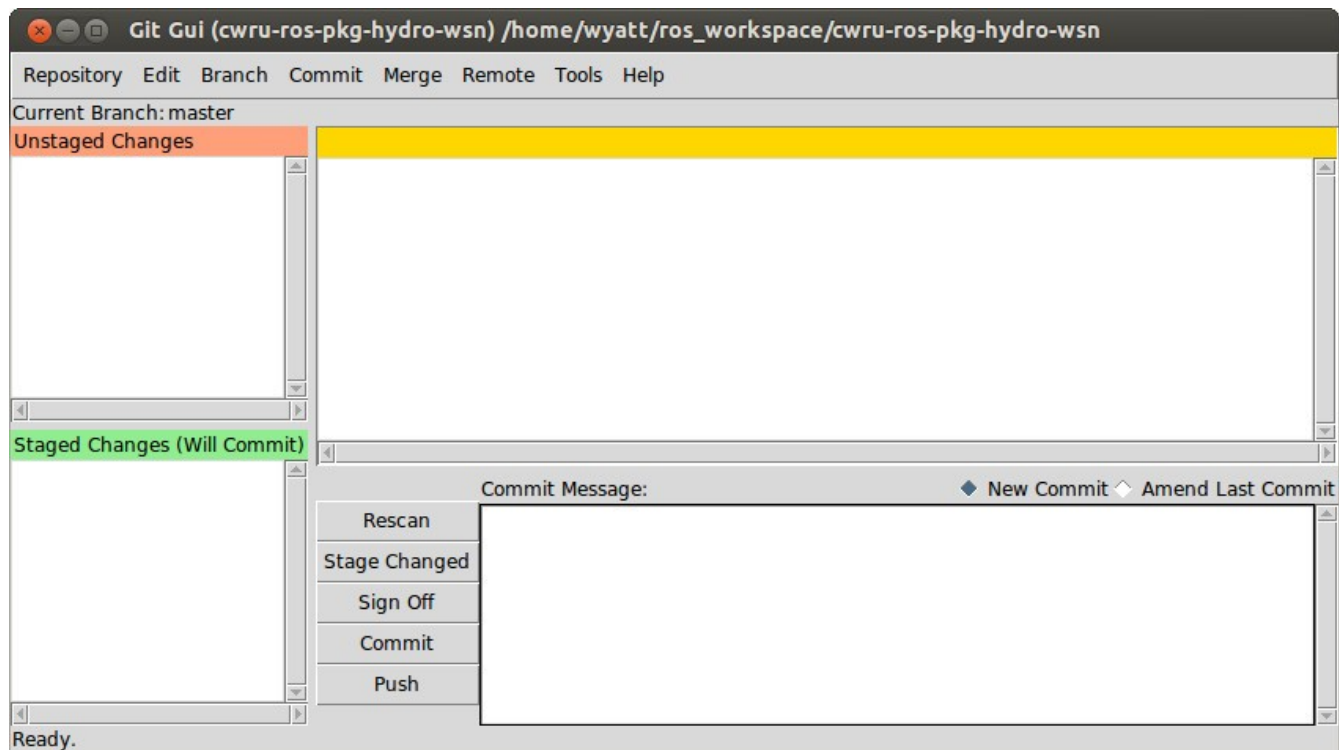 Git Gui (cwru-ros-pkg-hydro-wsn) /home/wyatt/ros_workspace/cwru-ros-pkg-hydro-wsn
Repository Edit Branch Commit Merge Remote Tools Help
Current Branch: master
Unstaged Changes
Staged Changes (Will Commit)
Commit Message: New Commit Amend Last Commit
Rescan
Stage Changed
Sign Off
Commit
Push
Ready.